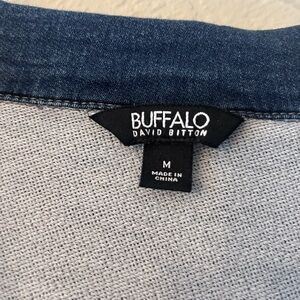 BUFFALO
DAVID BITTON
M
MADE IN
CHINA